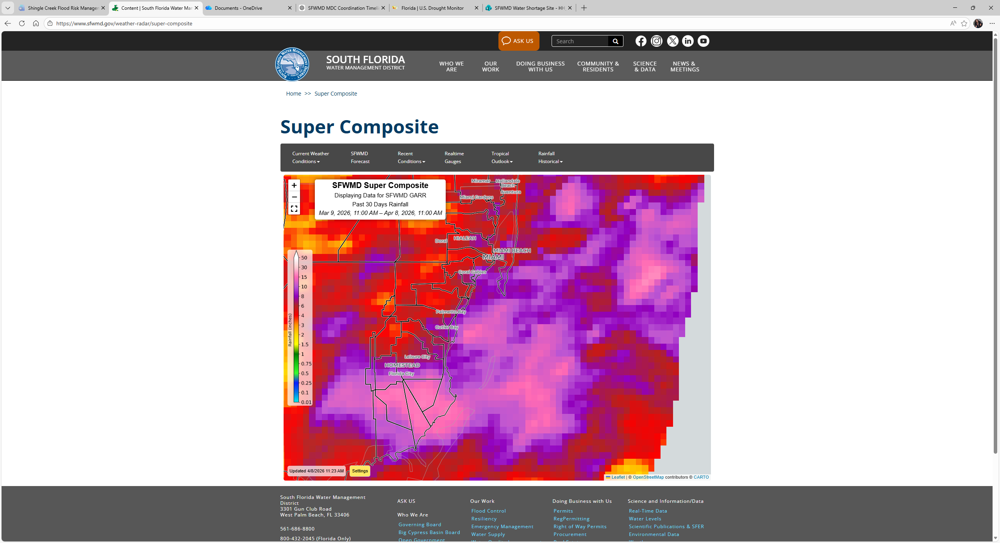 Shingle Creek Flood Risk Managen
Content | South Florida Water Man
Documents - OneDrive
SFWMD MDC Coordination Timelin
Florida | U.S. Drought Monitor
SFWMD Water Shortage Site - HH
https://www.sfwmd.gov/weather-radar/super-composite
ASK US
Search
SOUTH FLORIDA WATER MANAGEMENT DISTRICT
SOUTH FLORIDA
WATER MANAGEMENT DISTRICT
WHO WE
ARE
OUR
WORK
DOING BUSINESS
WITH US
COMMUNITY &
RESIDENTS
SCIENCE
& DATA
NEWS &
MEETINGS
Home >> Super Composite
Super Composite
Current Weather
Conditions
SFWMD
Forecast
Recent
Conditions
Realtime
Gauges
Tropical
Outlook
Rainfall
Historical
+
−
SFWMD Super Composite
Displaying Data for SFWMD GARR
Past 30 Days Rainfall
Mar 9, 2026, 11:00 AM – Apr 8, 2026, 11:00 AM
Miramar
Hallandale
Beach
Aventura
Miami Gardens
HIALEAH
Doral
MIAMI BEACH
MIAMI
Coral Gables
Palmetto Bay
Cutler Bay
Leisure City
HOMESTEAD
Florida City
Rainfall (inches)
50
30
15
10
8
6
4
3
2
1.5
1
0.75
0.5
0.25
0.1
0.01
Updated 4/8/2026 11:23 AM
Settings
Leaflet | © OpenStreetMap contributors © CARTO
South Florida Water Management
District
3301 Gun Club Road
West Palm Beach, FL 33406
561-686-8800
800-432-2045 (Florida Only)
ASK US
Who We Are
Governing Board
Big Cypress Basin Board
Open Government
Our Work
Flood Control
Resiliency
Emergency Management
Water Supply
Doing Business with Us
Permits
RegPermitting
Right of Way Permits
Procurement
Science and Information/Data
Real-Time Data
Water Levels
Scientific Publications & SFER
Environmental Data